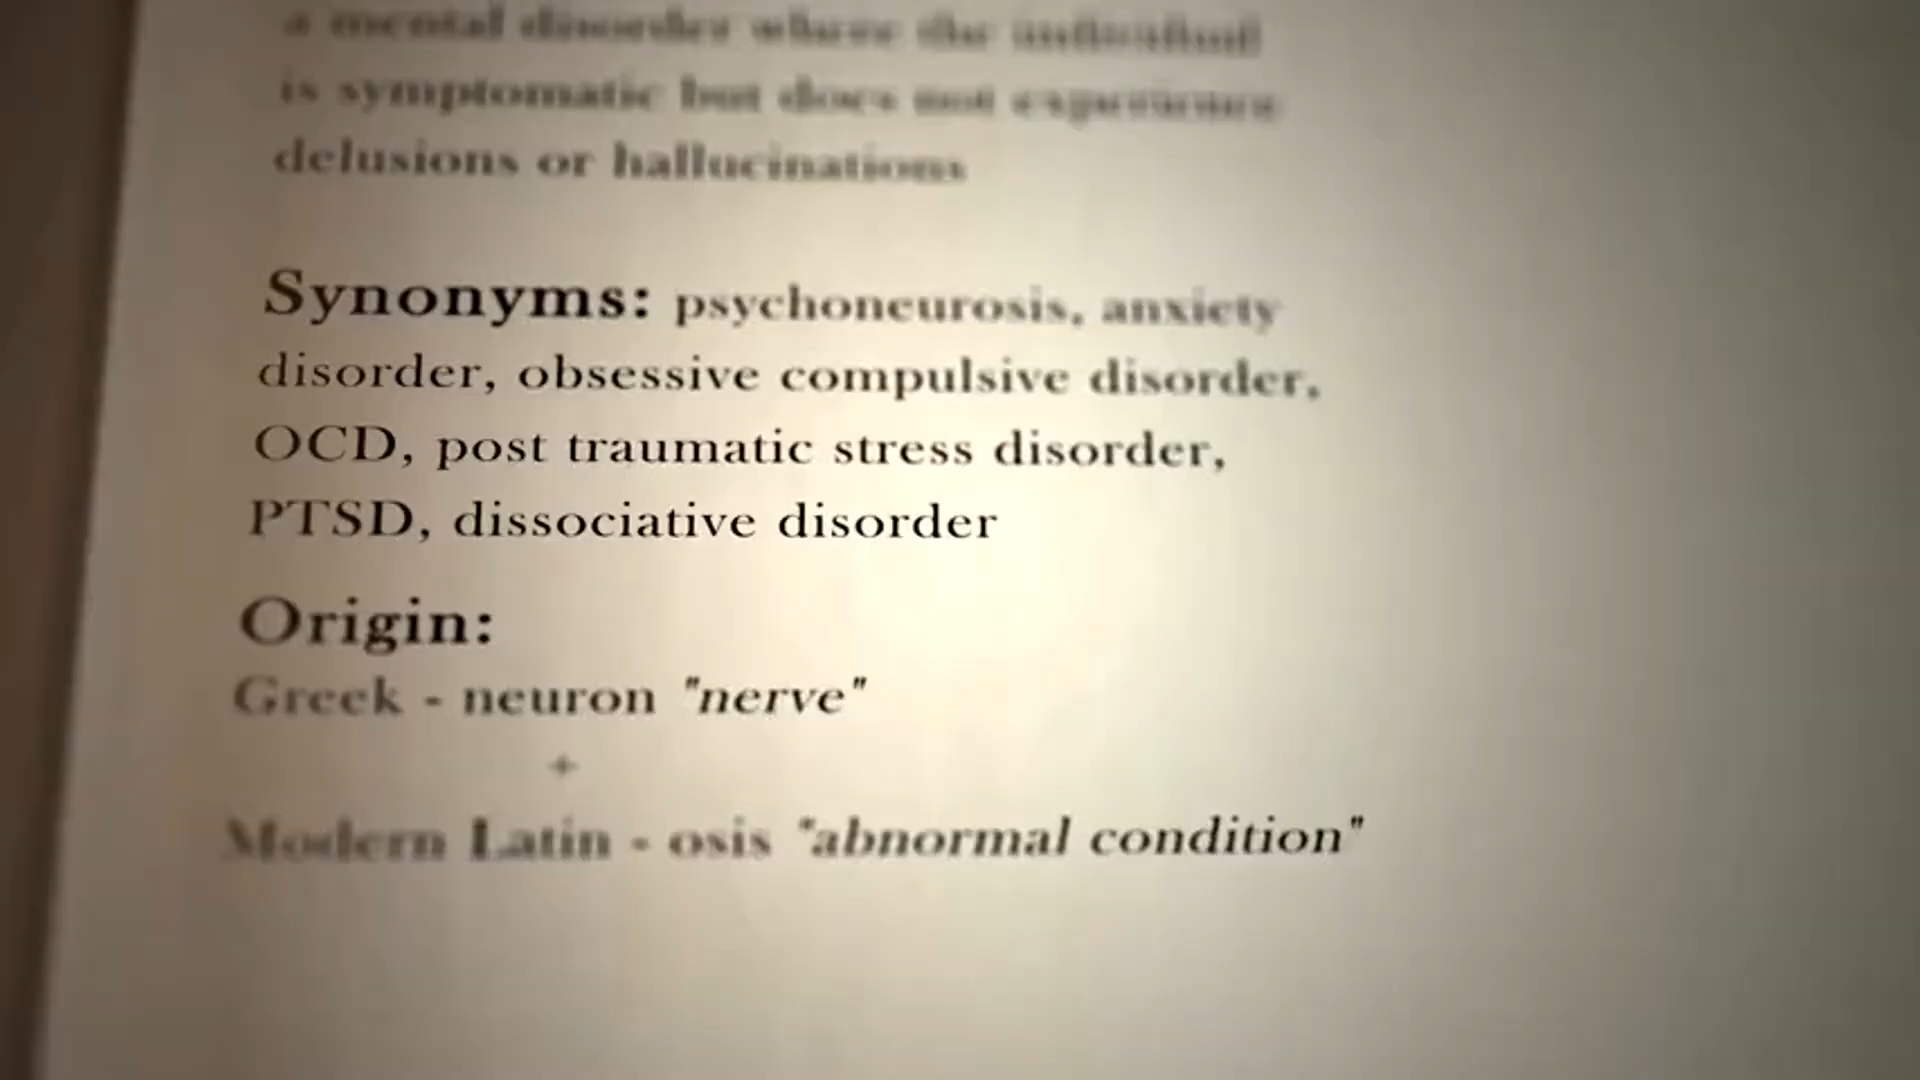 a mental disorder where the individual
is symptomatic but does not experience
delusions or hallucinations
Synonyms: psychoneurosis, anxiety
disorder, obsessive compulsive disorder,
OCD, post traumatic stress disorder,
PTSD, dissociative disorder
Origin:
Greek - neuron "nerve"
+
Modern Latin - osis "abnormal condition"